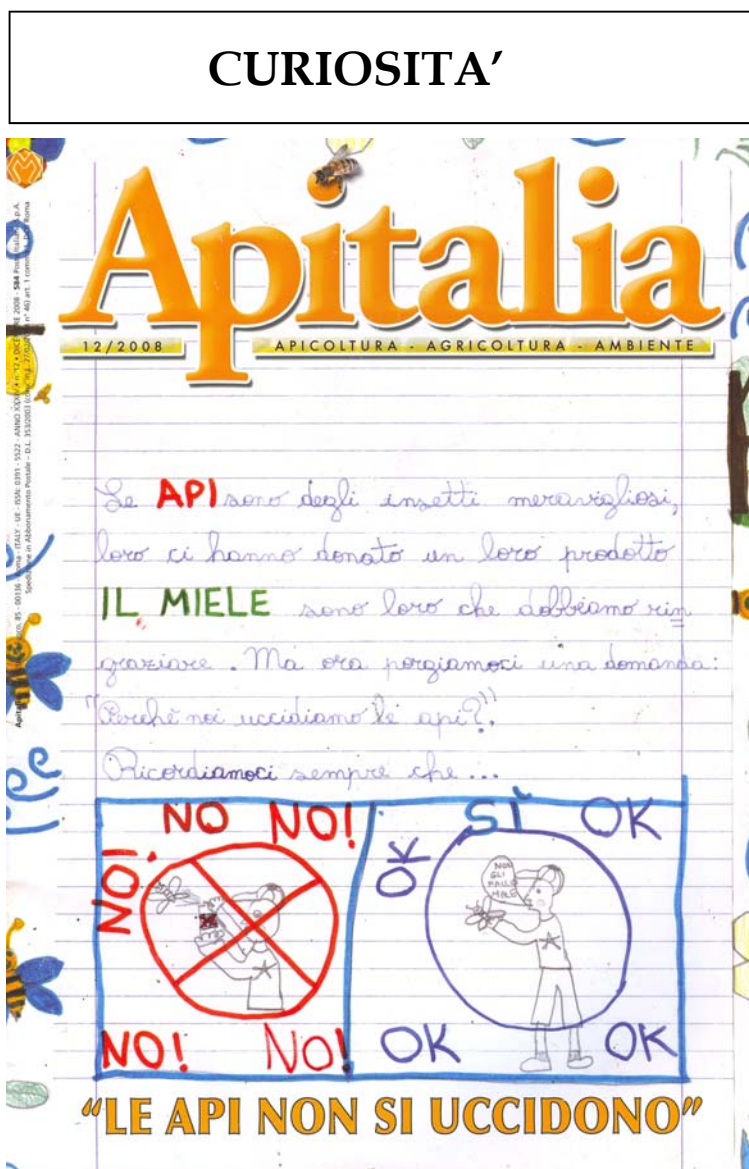 CURIOSITA'
Apitalia
12/2008
APICOLTURA - AGRICOLTURA - AMBIENTE
Le API sono degli insetti meravigliosi,
loro ci hanno donato un loro prodotto
IL MIELE sono loro che dobbiamo rin
graziare. Ma ora porgiamoci una domanda:
"Perchè noi uccidiamo le api?".
Ricordiamoci sempre che...
NO NO!
NO!
NO! NO!
SÌ OK
OK
NON
GLI
FALLO
MALE
OK OK
"LE API NON SI UCCIDONO"